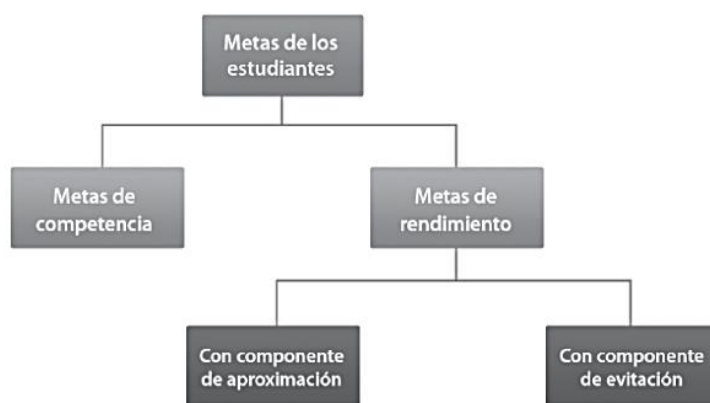 Metas de los
estudiantes
Metas de
competencia
Metas de
rendimiento
Con componente
de aproximación
Con componente
de evitación